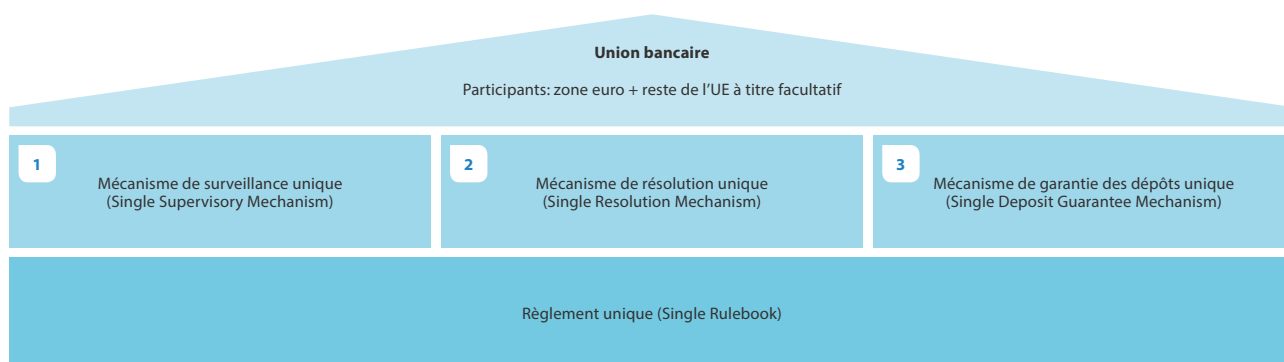 Union bancaire
Participants: zone euro + reste de l'UE à titre facultatif
1
Mécanisme de surveillance unique
(Single Supervisory Mechanism)
2
Mécanisme de résolution unique
(Single Resolution Mechanism)
3
Mécanisme de garantie des dépôts unique
(Single Deposit Guarantee Mechanism)
Règlement unique (Single Rulebook)